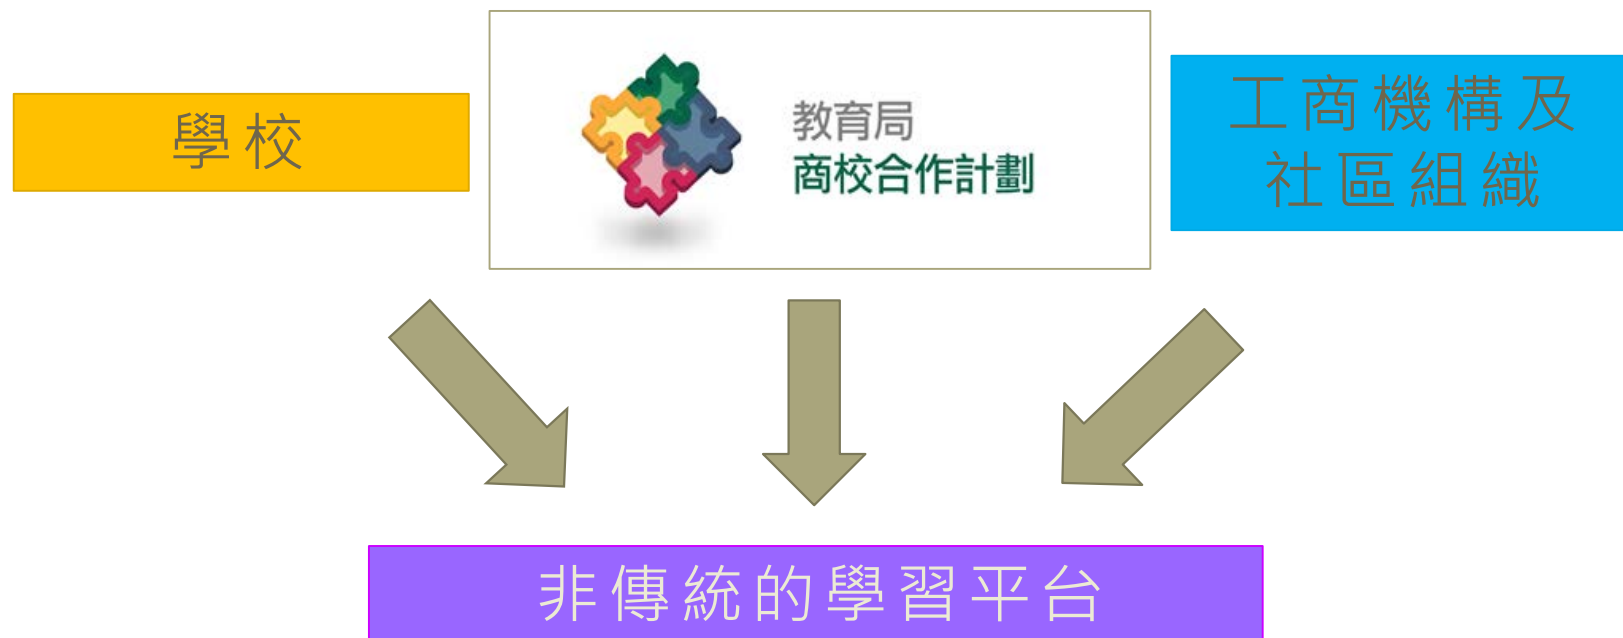 學校
教育局
商校合作計劃
工商機構及
社區組織
非傳統的學習平台